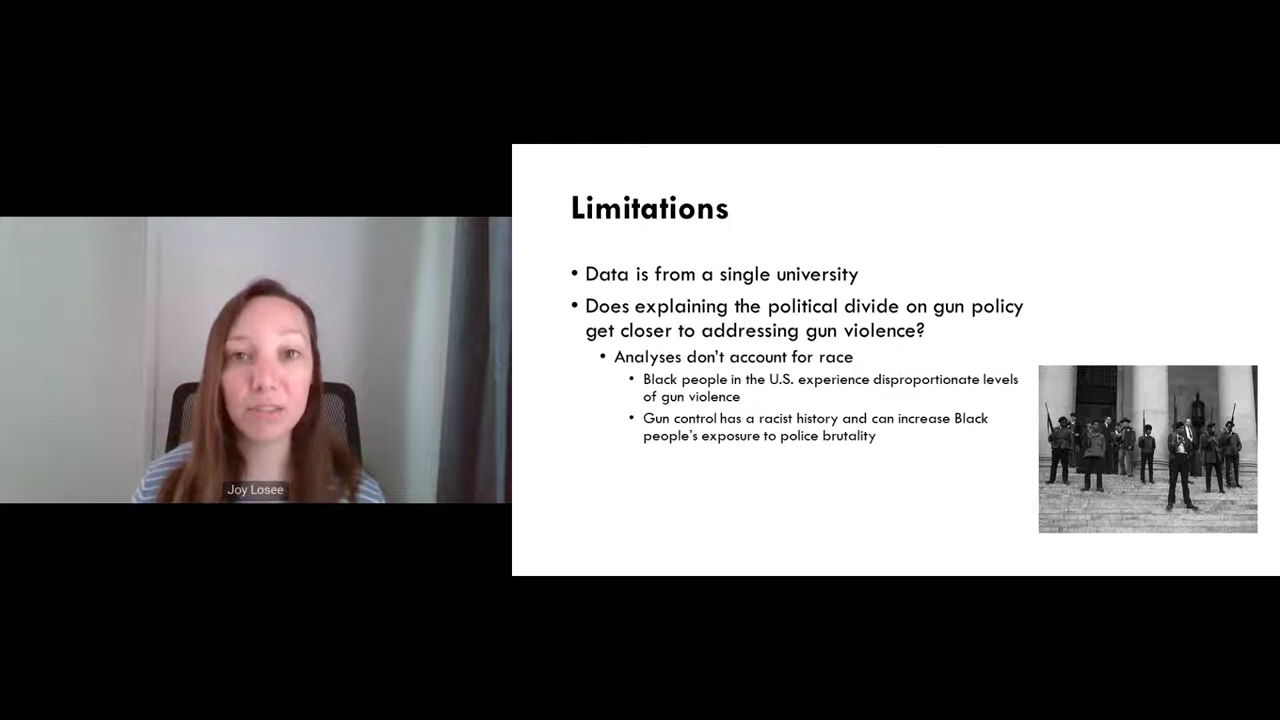 Limitations
• Data is from a single university
• Does explaining the political divide on gun policy
get closer to addressing gun violence?
• Analyses don't account for race
• Black people in the U.S. experience disproportionate levels
of gun violence
• Gun control has a racist history and can increase Black
people's exposure to police brutality
Joy Losee